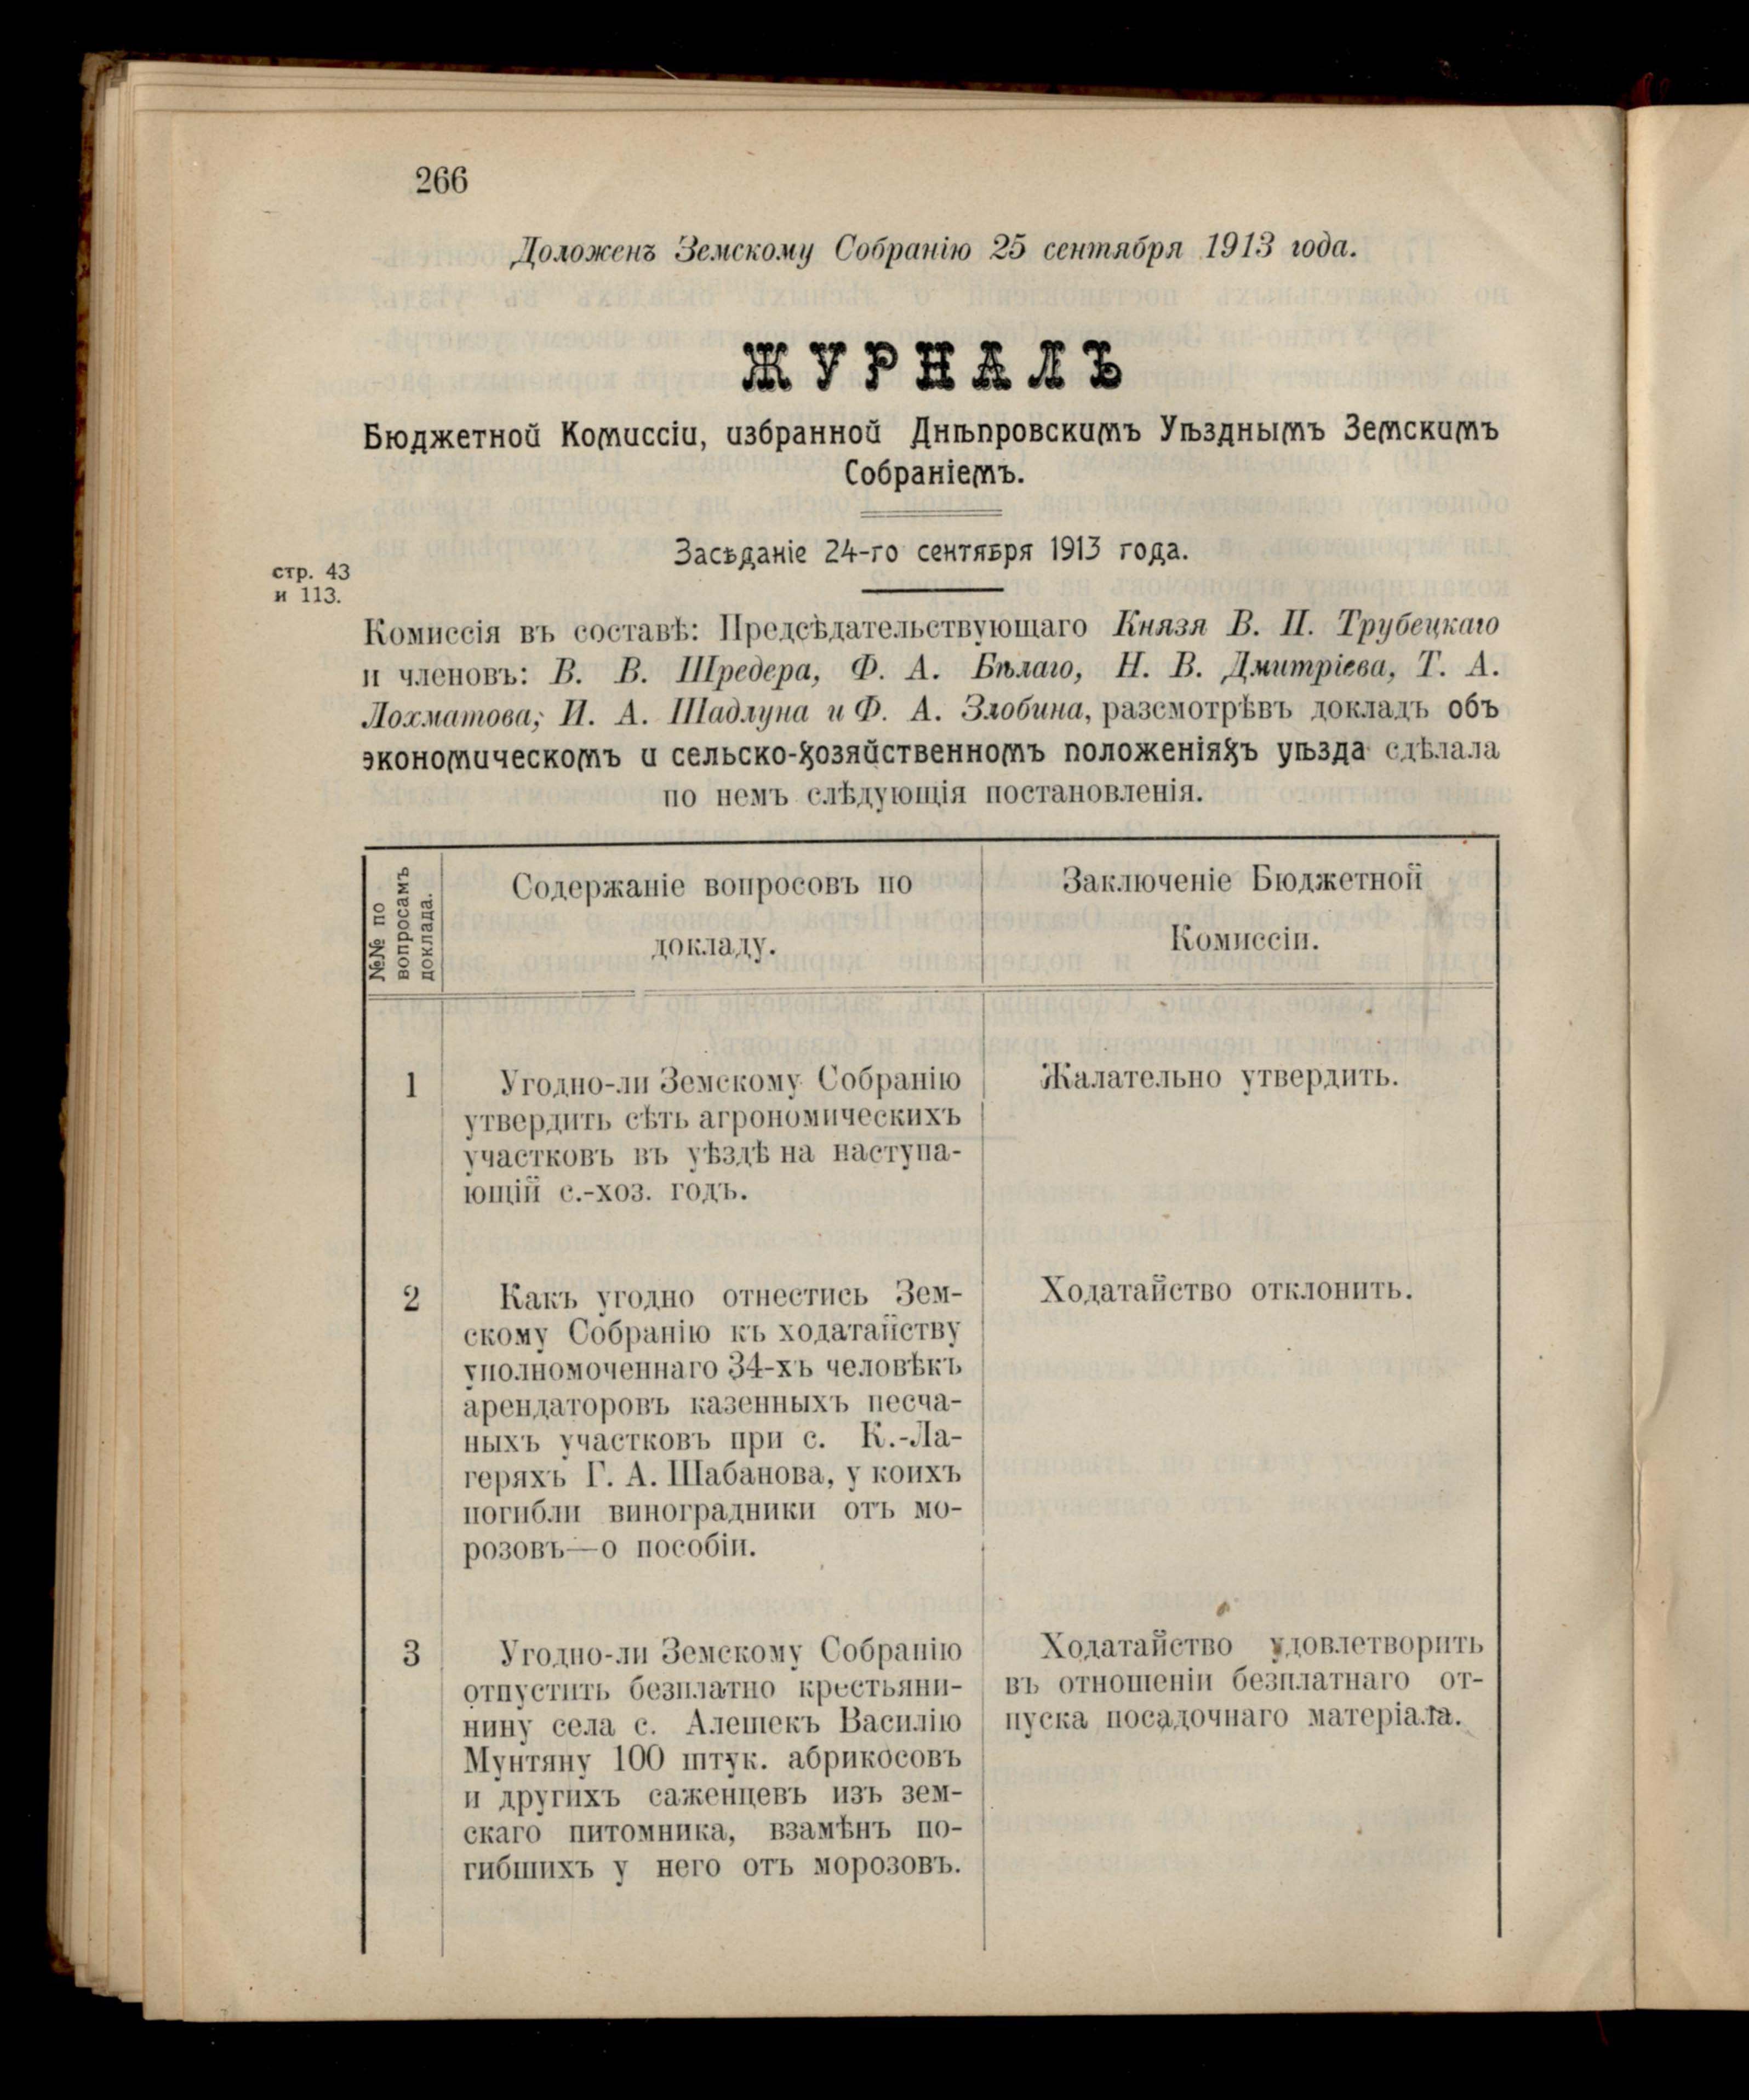 266
Доложенъ Земскому Собранію 25 сентября 1913 года.
ЖУРНАЛЪ
Бюджетной Комиссіи, избранной Днѣпровскимъ Уѣзднымъ Земскимъ
Собраніемъ.
Засѣданіе 24-го сентября 1913 года.
стр. 43
и 113.
Комиссія въ составѣ: Предсѣдательствующаго Князя В. П. Трубецкаго
и членовъ: В. В. Шредера, Ф. А. Бѣлаго, Н. В. Дмитріева, Т. А.
Лохматова; И. А. Шадлуна и Ф. А. Злобина, разсмотрѣвъ докладъ объ
экономическомъ и сельско-хозяйственномъ положеніяхъ уѣзда сдѣлала
по немъ слѣдующія постановленія.
№№ по
вопросамъ
доклада.
Содержаніе вопросовъ по
докладу.
Заключеніе Бюджетной
Комиссіи.
1
Угодно-ли Земскому Собранію
утвердить сѣть агрономическихъ
участковъ въ уѣздѣ на наступа-
ющій с.-хоз. годъ.
Жалательно утвердить.
2
Какъ угодно отнестись Зем-
скому Собранію къ ходатайству
уполномоченнаго 34-хъ человѣкъ
арендаторовъ казенныхъ песча-
ныхъ участковъ при с. К.-Ла-
геряхъ Г. А. Шабанова, у коихъ
погибли виноградники отъ мо-
розовъ—о пособіи.
Ходатайство отклонить.
3
Угодно-ли Земскому Собранію
отпустить безплатно крестьяни-
нину села с. Алешекъ Василію
Мунтяну 100 штук. абрикосовъ
и другихъ саженцевъ изъ зем-
скаго питомника, взамѣнъ по-
гибшихъ у него отъ морозовъ.
Ходатайство удовлетворить
въ отношеніи безплатнаго от-
пуска посадочнаго матеріала.